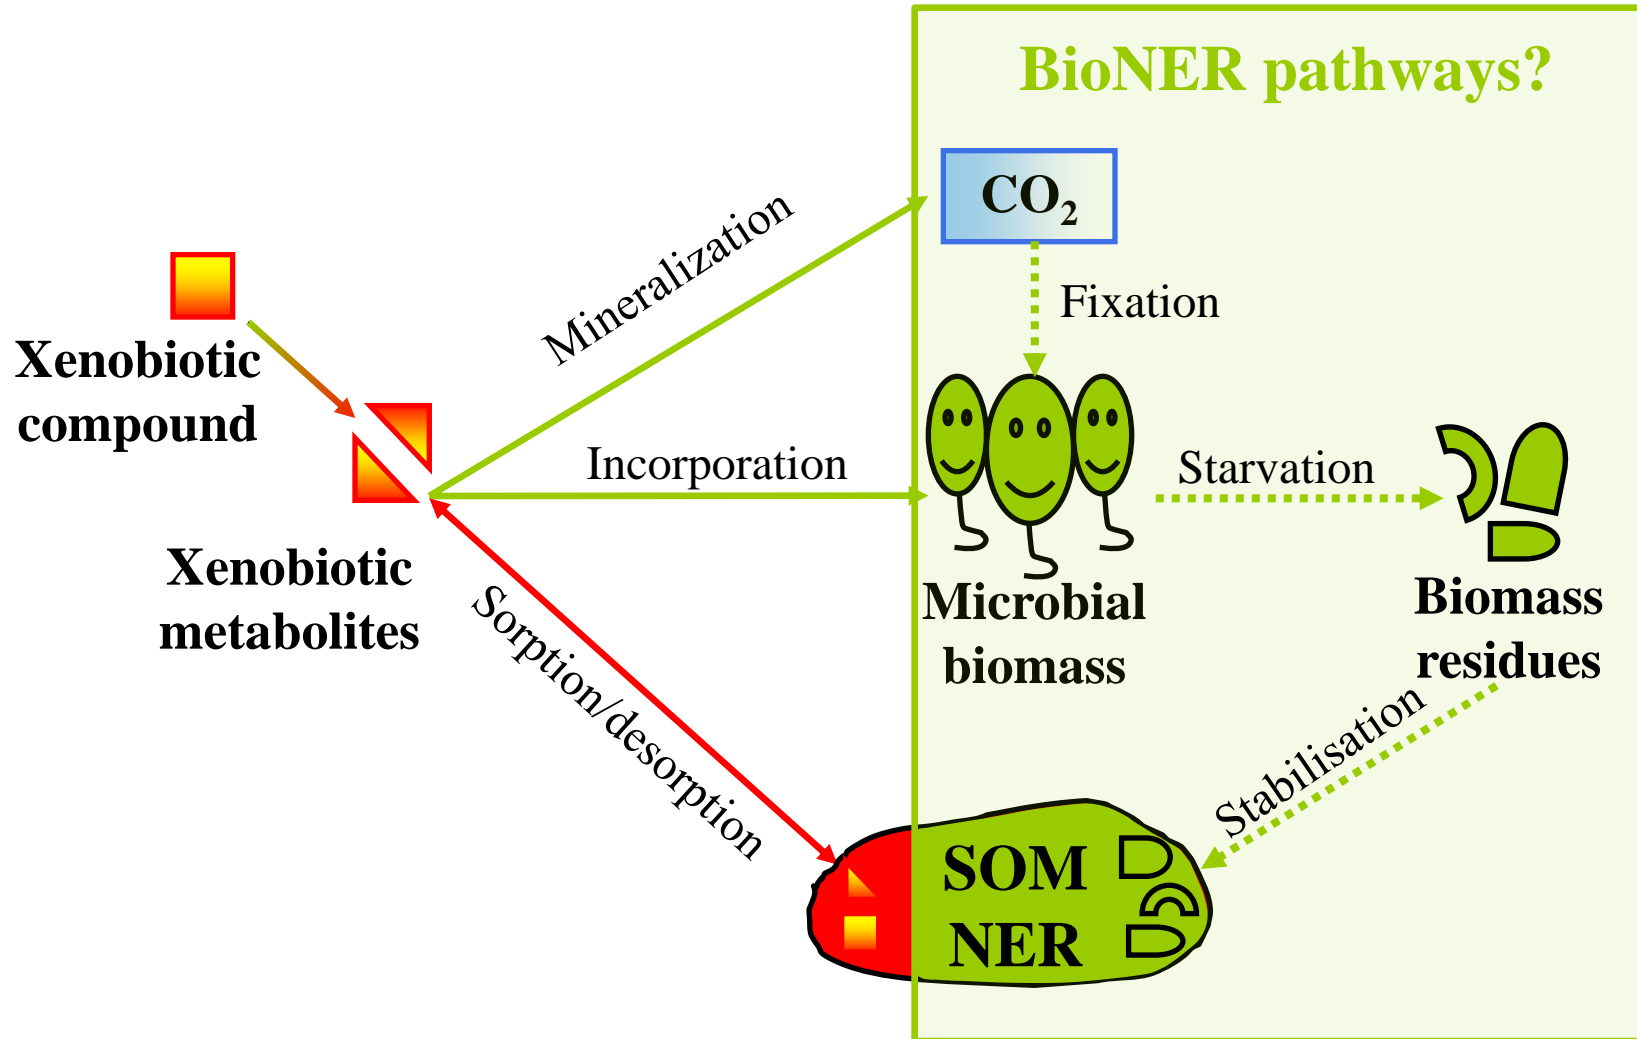 BioNER pathways?
CO₂
Mineralization
Fixation
Xenobiotic
compound
Incorporation
Starvation
Xenobiotic
metabolites
Microbial
biomass
Biomass
residues
Sorption/desorption
Stabilisation
SOM
NER